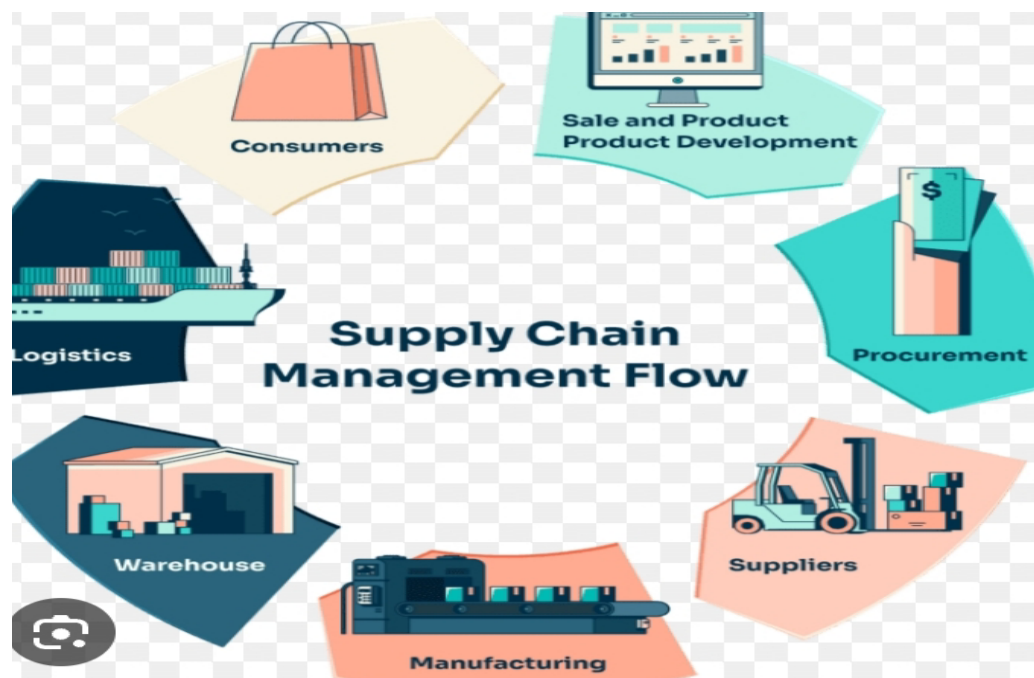 Consumers
Sale and Product
Product Development
$
Logistics
Supply Chain
Management Flow
Procurement
Warehouse
Suppliers
Manufacturing